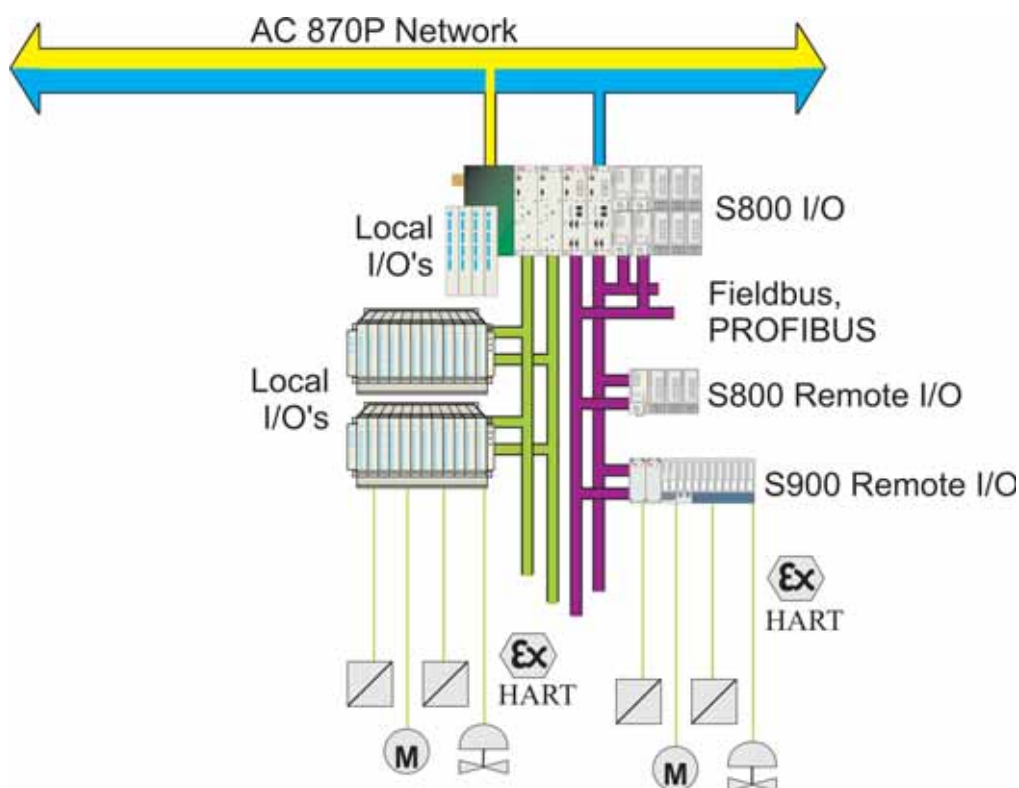 AC 870P Network
S800 I/O
Local
I/O's
Fieldbus,
PROFIBUS
Local
I/O's
S800 Remote I/O
S900 Remote I/O
Ex
HART
Ex
HART
M
M